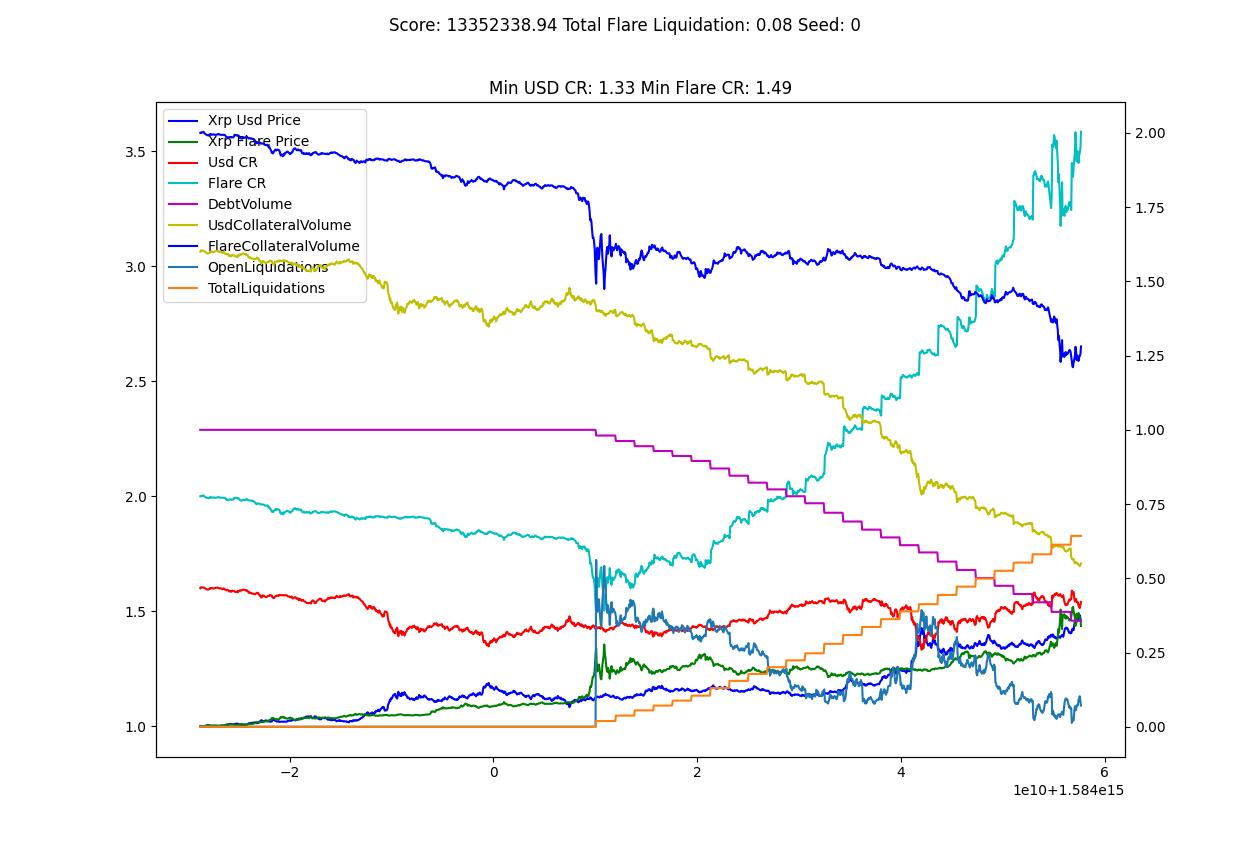 Score: 13352338.94 Total Flare Liquidation: 0.08 Seed: 0
Min USD CR: 1.33 Min Flare CR: 1.49
Xrp Usd Price
Xrp Flare Price
Usd CR
Flare CR
DebtVolume
UsdCollateralVolume
FlareCollateralVolume
OpenLiquidations
TotalLiquidations
3.5
3.0
2.5
2.0
1.5
1.0
2.00
1.75
1.50
1.25
1.00
0.75
0.50
0.25
0.00
−2 0 2 4 6
1e10+1.584e15